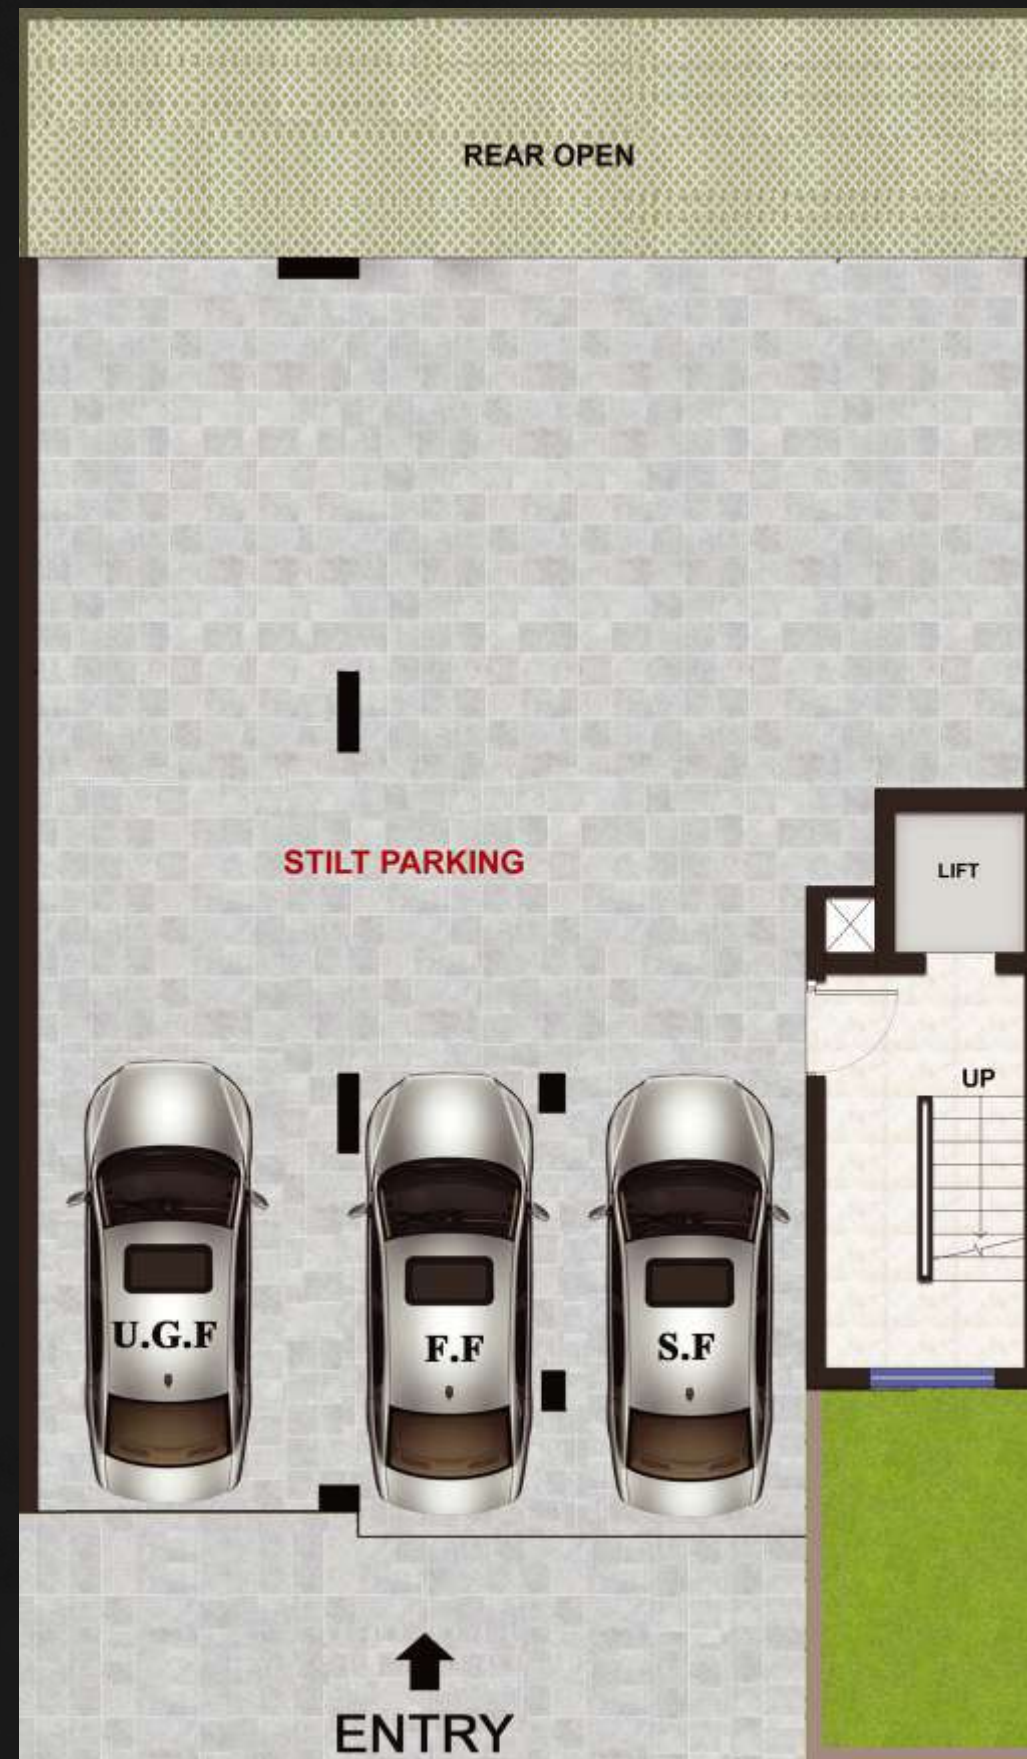 REAR OPEN
STILT PARKING
LIFT
UP
U.G.F
F.F
S.F
ENTRY